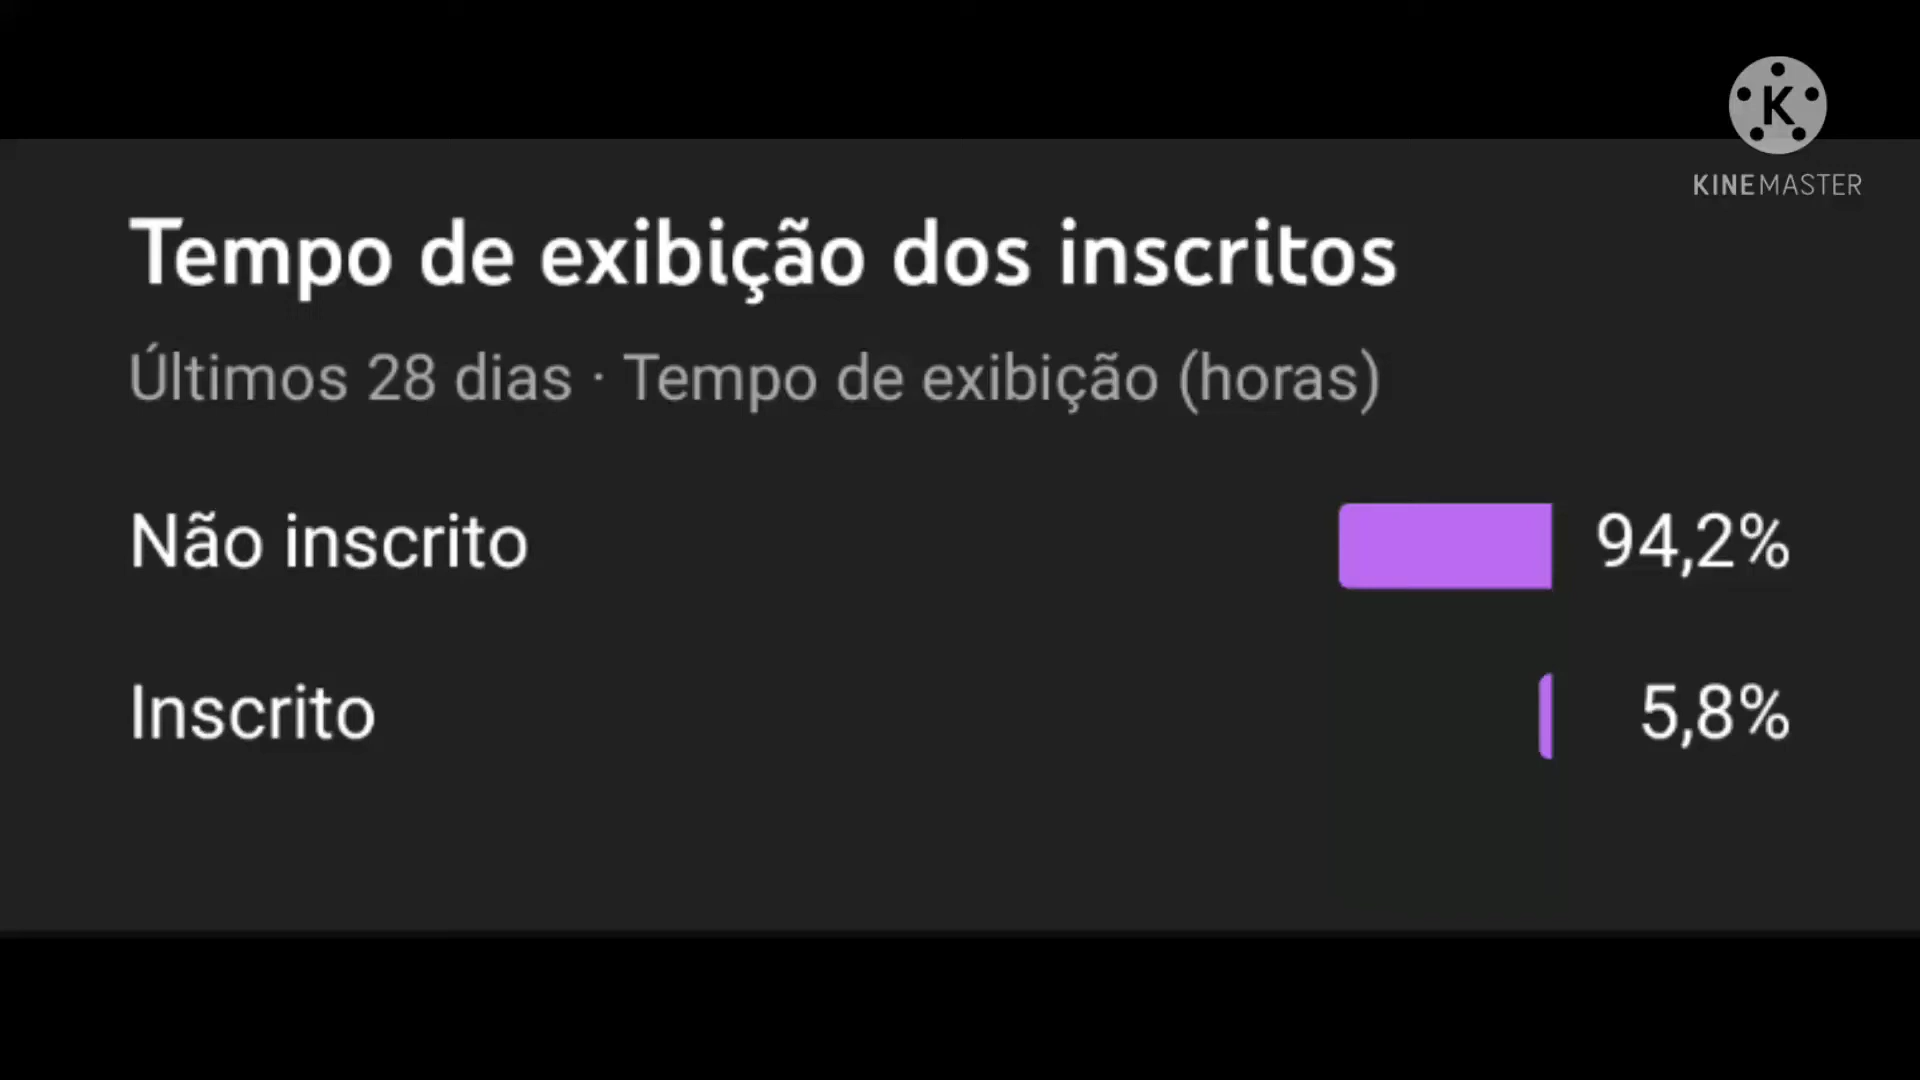 K
KINEMASTER
Tempo de exibição dos inscritos
Últimos 28 dias · Tempo de exibição (horas)
Não inscrito 94,2%
Inscrito 5,8%